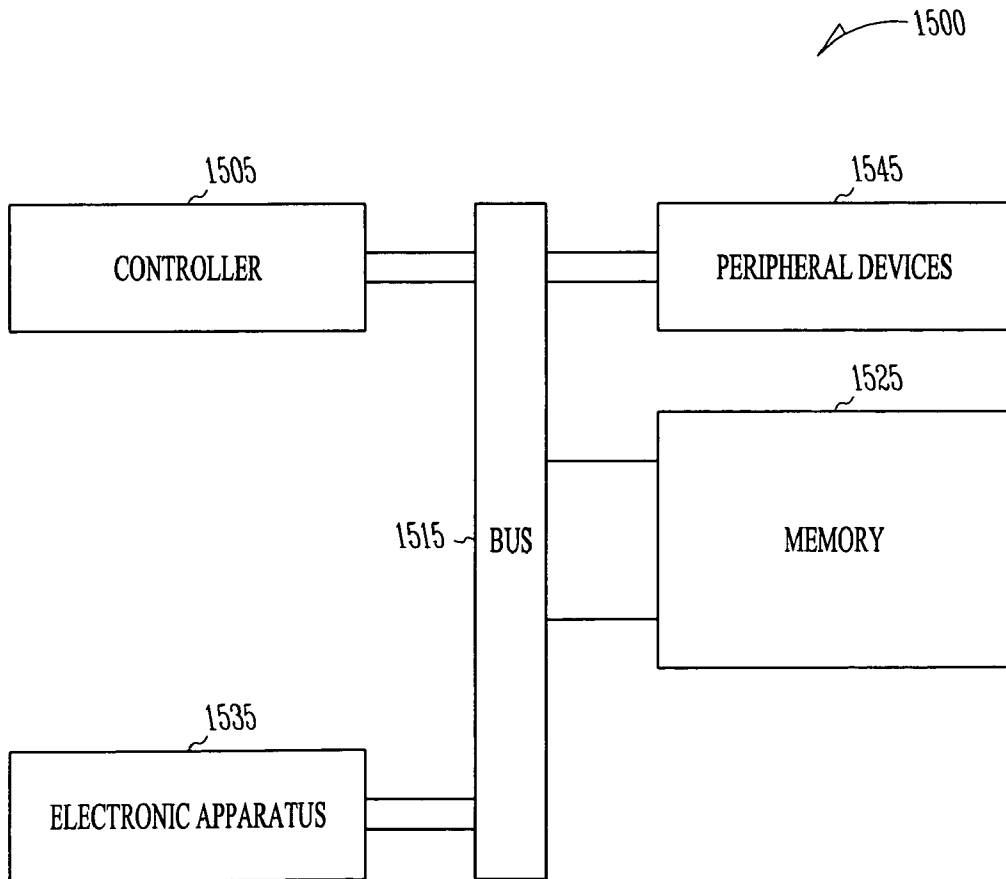 1500
1505
CONTROLLER
1545
PERIPHERAL DEVICES
1525
MEMORY
1515
BUS
1535
ELECTRONIC APPARATUS